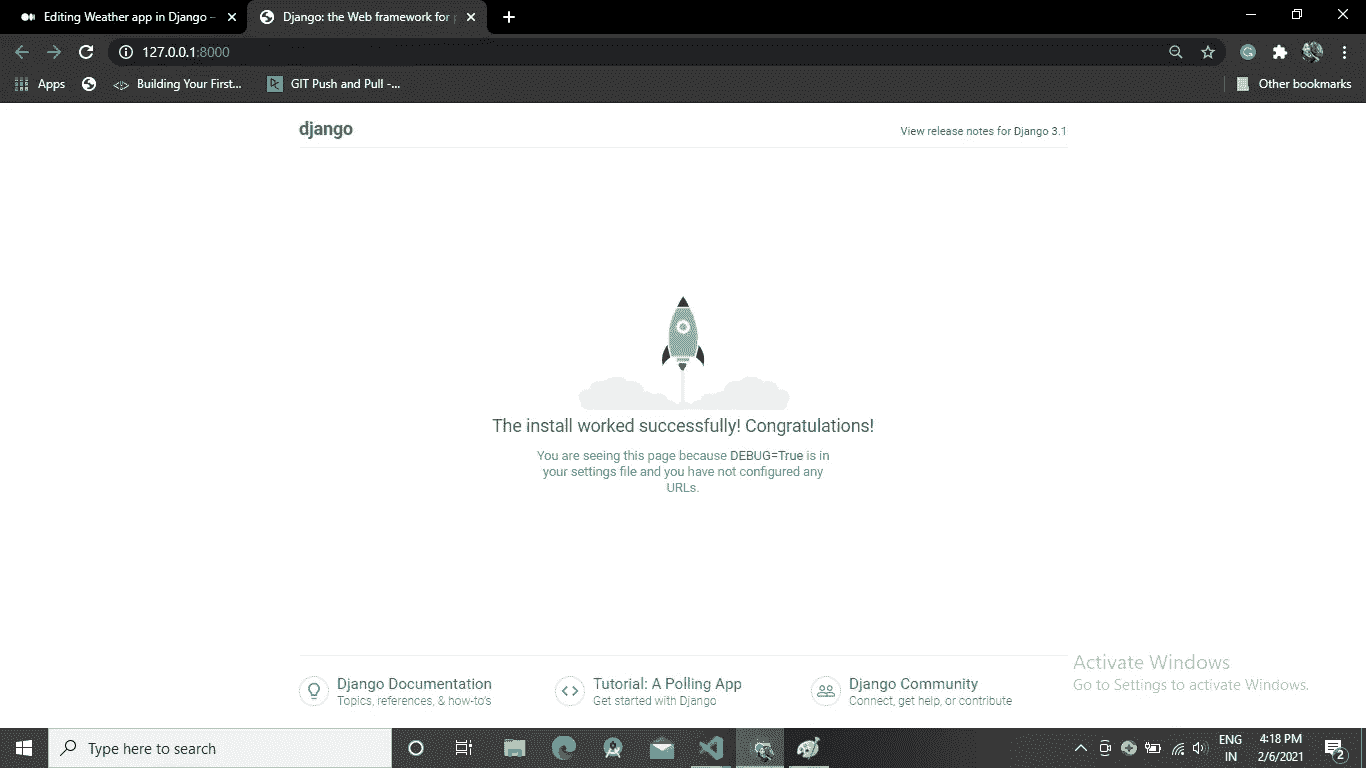 Editing Weather app in Django –
Django: the Web framework for p
127.0.0.1:8000
Apps
Building Your First...
GIT Push and Pull -...
Other bookmarks
django
View release notes for Django 3.1
The install worked successfully! Congratulations!
You are seeing this page because DEBUG=True is in
your settings file and you have not configured any
URLs.
Activate Windows
Go to Settings to activate Windows.
Django Documentation
Topics, references, & how-to's
Tutorial: A Polling App
Get started with Django
Django Community
Connect, get help, or contribute
Type here to search
ENG
IN
4:18 PM
2/6/2021
2